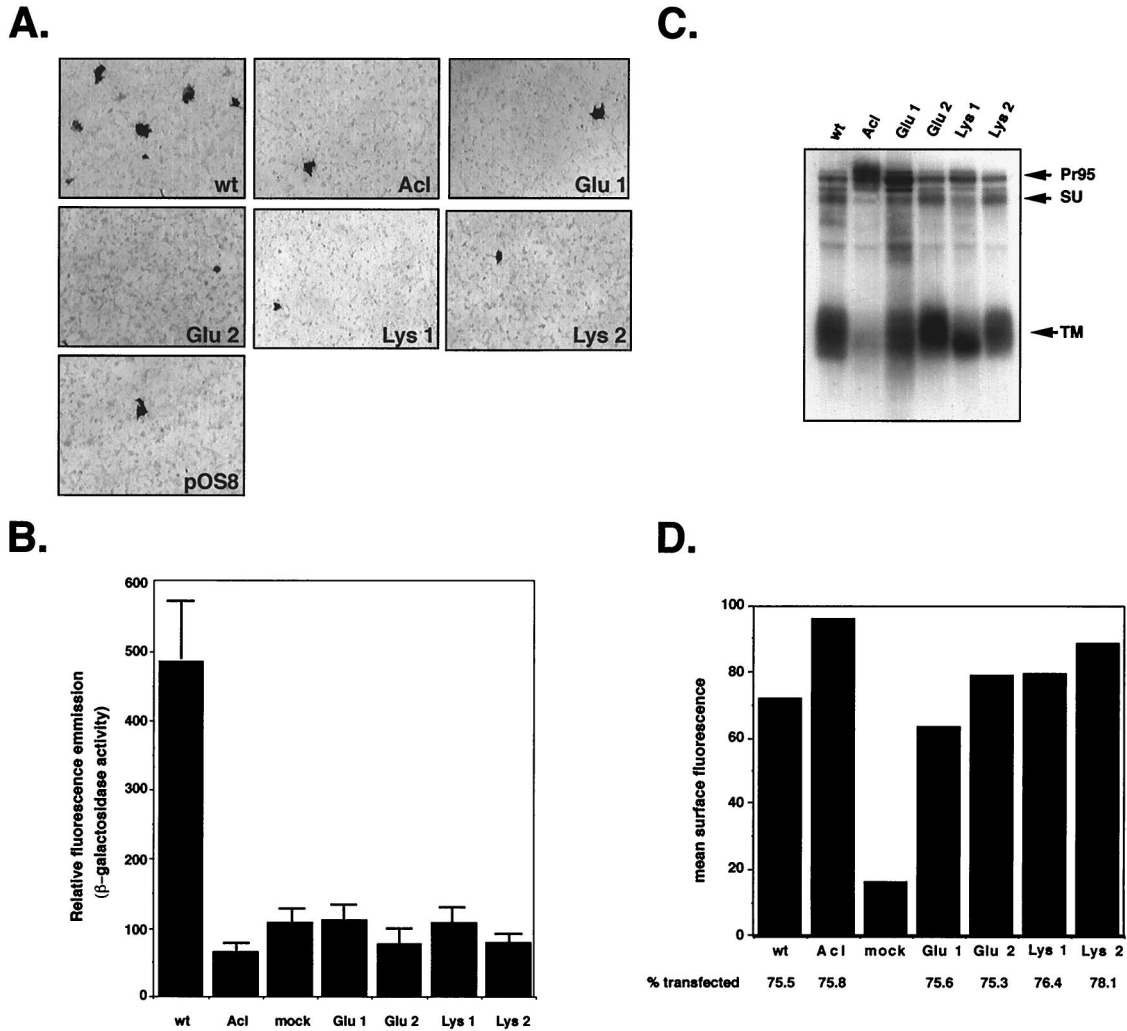 A.
wt
Acl
Glu 1
Glu 2
Lys 1
Lys 2
pOS8
B.
Relative fluorescence emmission
(β-galactosidase activity)
600
500
400
300
200
100
0
wt Acl mock Glu 1 Glu 2 Lys 1 Lys 2
C.
wt Acl Glu 1 Glu 2 Lys 1 Lys 2
Pr95
SU
TM
D.
mean surface fluorescence
100
80
60
40
20
0
wt Acl mock Glu 1 Glu 2 Lys 1 Lys 2
% transfected 75.5 75.8 75.6 75.3 76.4 78.1